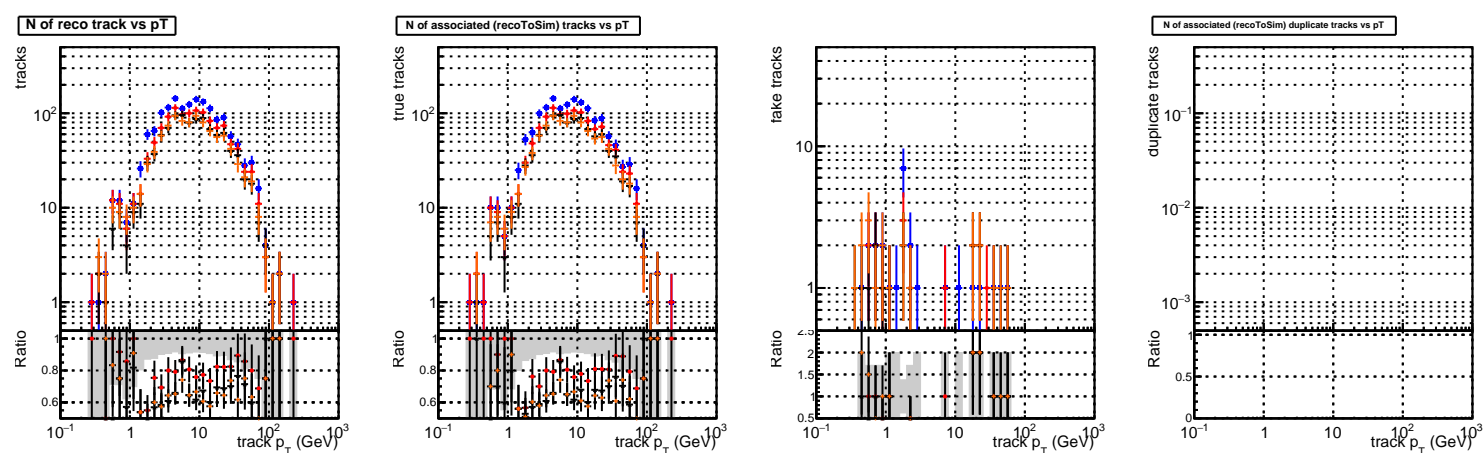 N of reco track vs pT
tracks
10²
10
1
Ratio
1
0.8
0.6
10⁻¹ 1 10 10² 10³
track p_T (GeV)
N of associated (recoToSim) tracks vs pT
true tracks
10²
10
1
Ratio
1
0.8
0.6
10⁻¹ 1 10 10² 10³
track p_T (GeV)
fake tracks
10
1
Ratio
2.5
2
1.5
1
0.5
10⁻¹ 1 10 10² 10³
track p_T (GeV)
N of associated (recoToSim) duplicate tracks vs pT
duplicate tracks
10⁻¹
10⁻²
10⁻³
Ratio
1
0.5
0
10⁻¹ 1 10 10² 10³
track p_T (GeV)